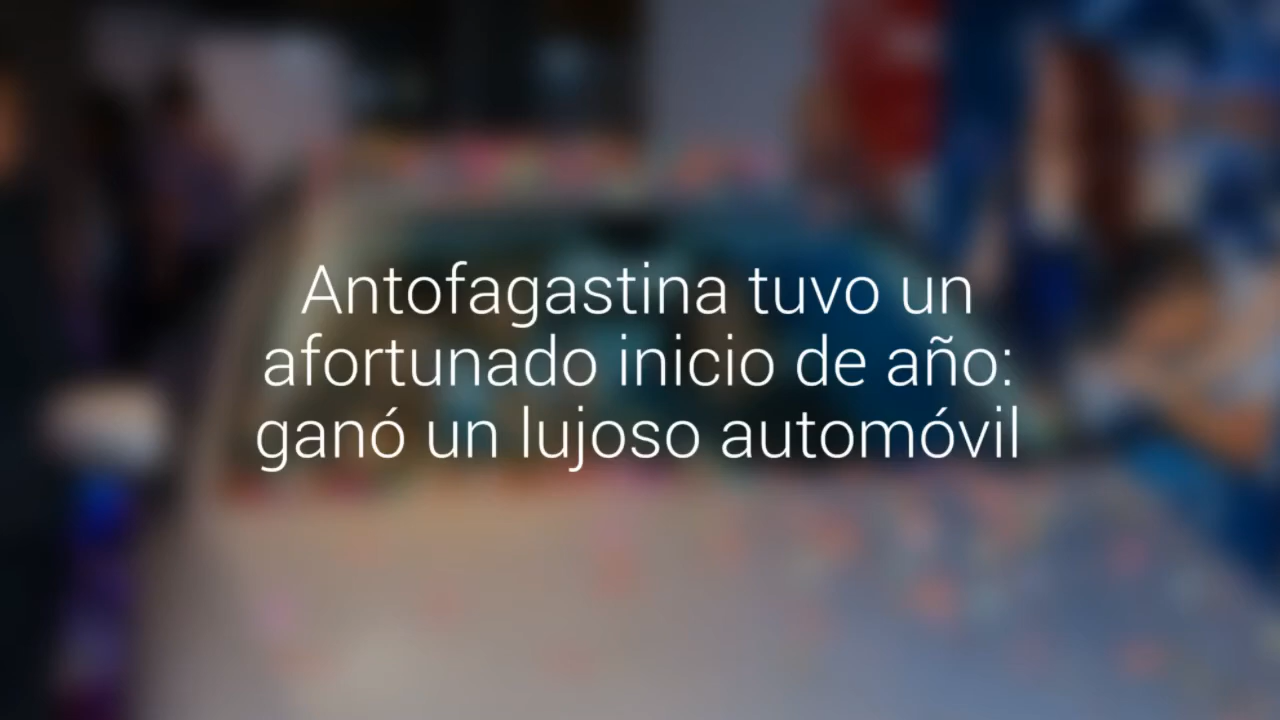 Antofagastina tuvo un
afortunado inicio de año:
ganó un lujoso automóvil